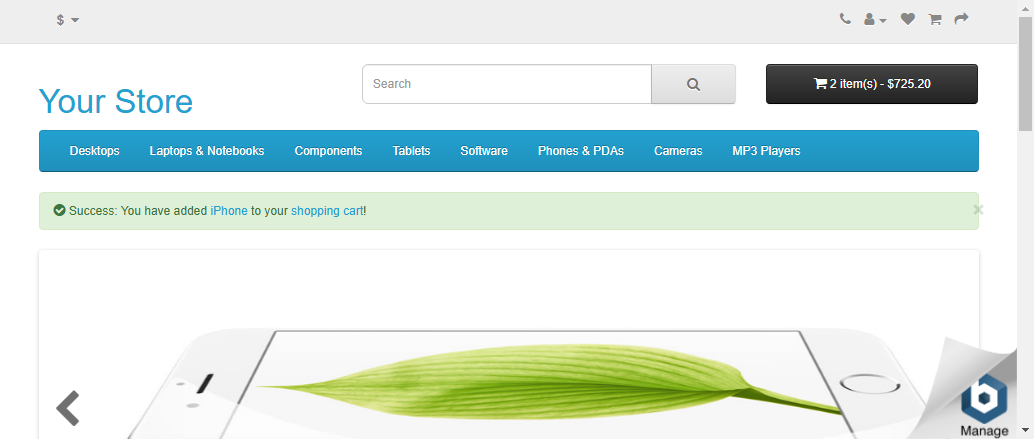 $
Your Store
Search
2 item(s) - $725.20
Desktops Laptops & Notebooks Components Tablets Software Phones & PDAs Cameras MP3 Players
Success: You have added iPhone to your shopping cart!
×
Manage